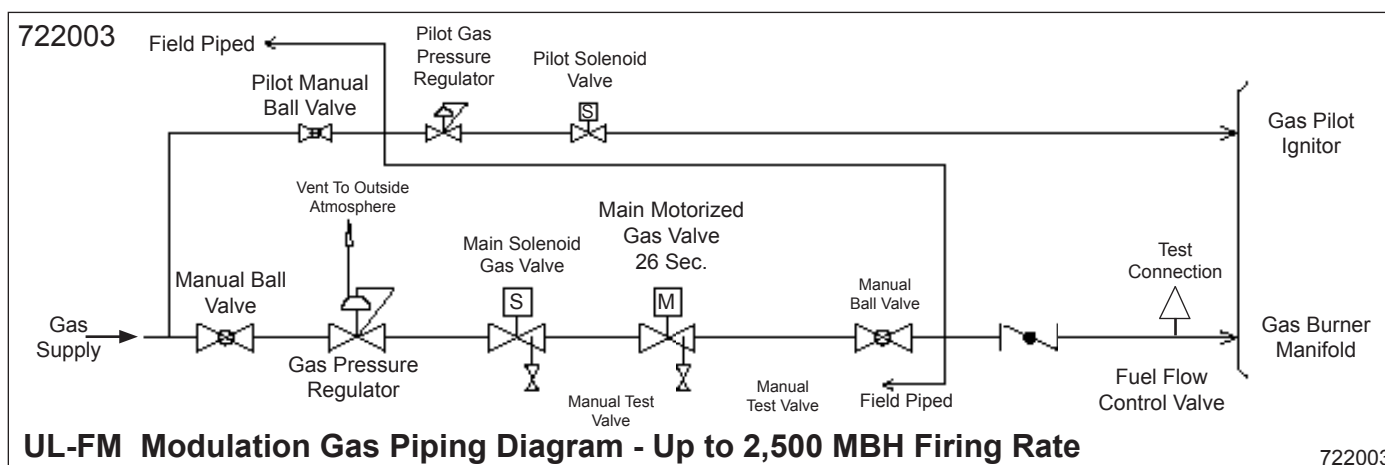 722003
Field Piped
Pilot Gas
Pressure
Regulator
Pilot Solenoid
Valve
S
Pilot Manual
Ball Valve
Gas Pilot
Ignitor
Vent To Outside
Atmosphere
Main Solenoid
Gas Valve
S
Main Motorized
Gas Valve
26 Sec.
M
Test
Connection
Manual Ball
Valve
Manual
Ball Valve
Gas
Supply
Gas Burner
Manifold
Gas Pressure
Regulator
Manual Test
Valve
Manual
Test Valve
Field Piped
Fuel Flow
Control Valve
UL-FM Modulation Gas Piping Diagram - Up to 2,500 MBH Firing Rate
722003